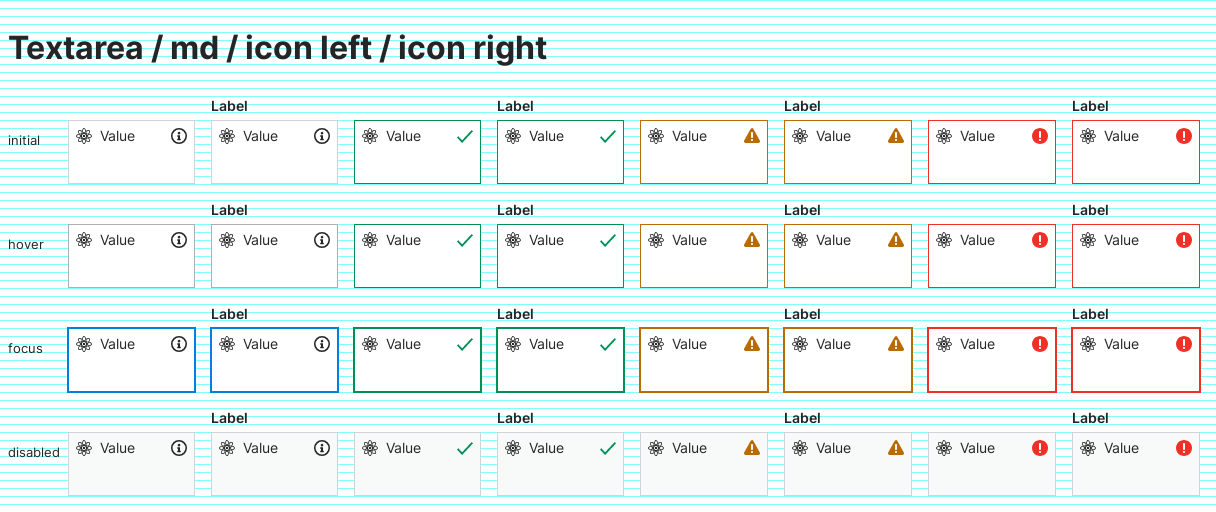 Textarea / md / icon left / icon right
Label Label Label Label
initial Value Value Value Value Value Value Value Value
Label Label Label Label
hover Value Value Value Value Value Value Value Value
Label Label Label Label
focus Value Value Value Value Value Value Value Value
Label Label Label Label
disabled Value Value Value Value Value Value Value Value